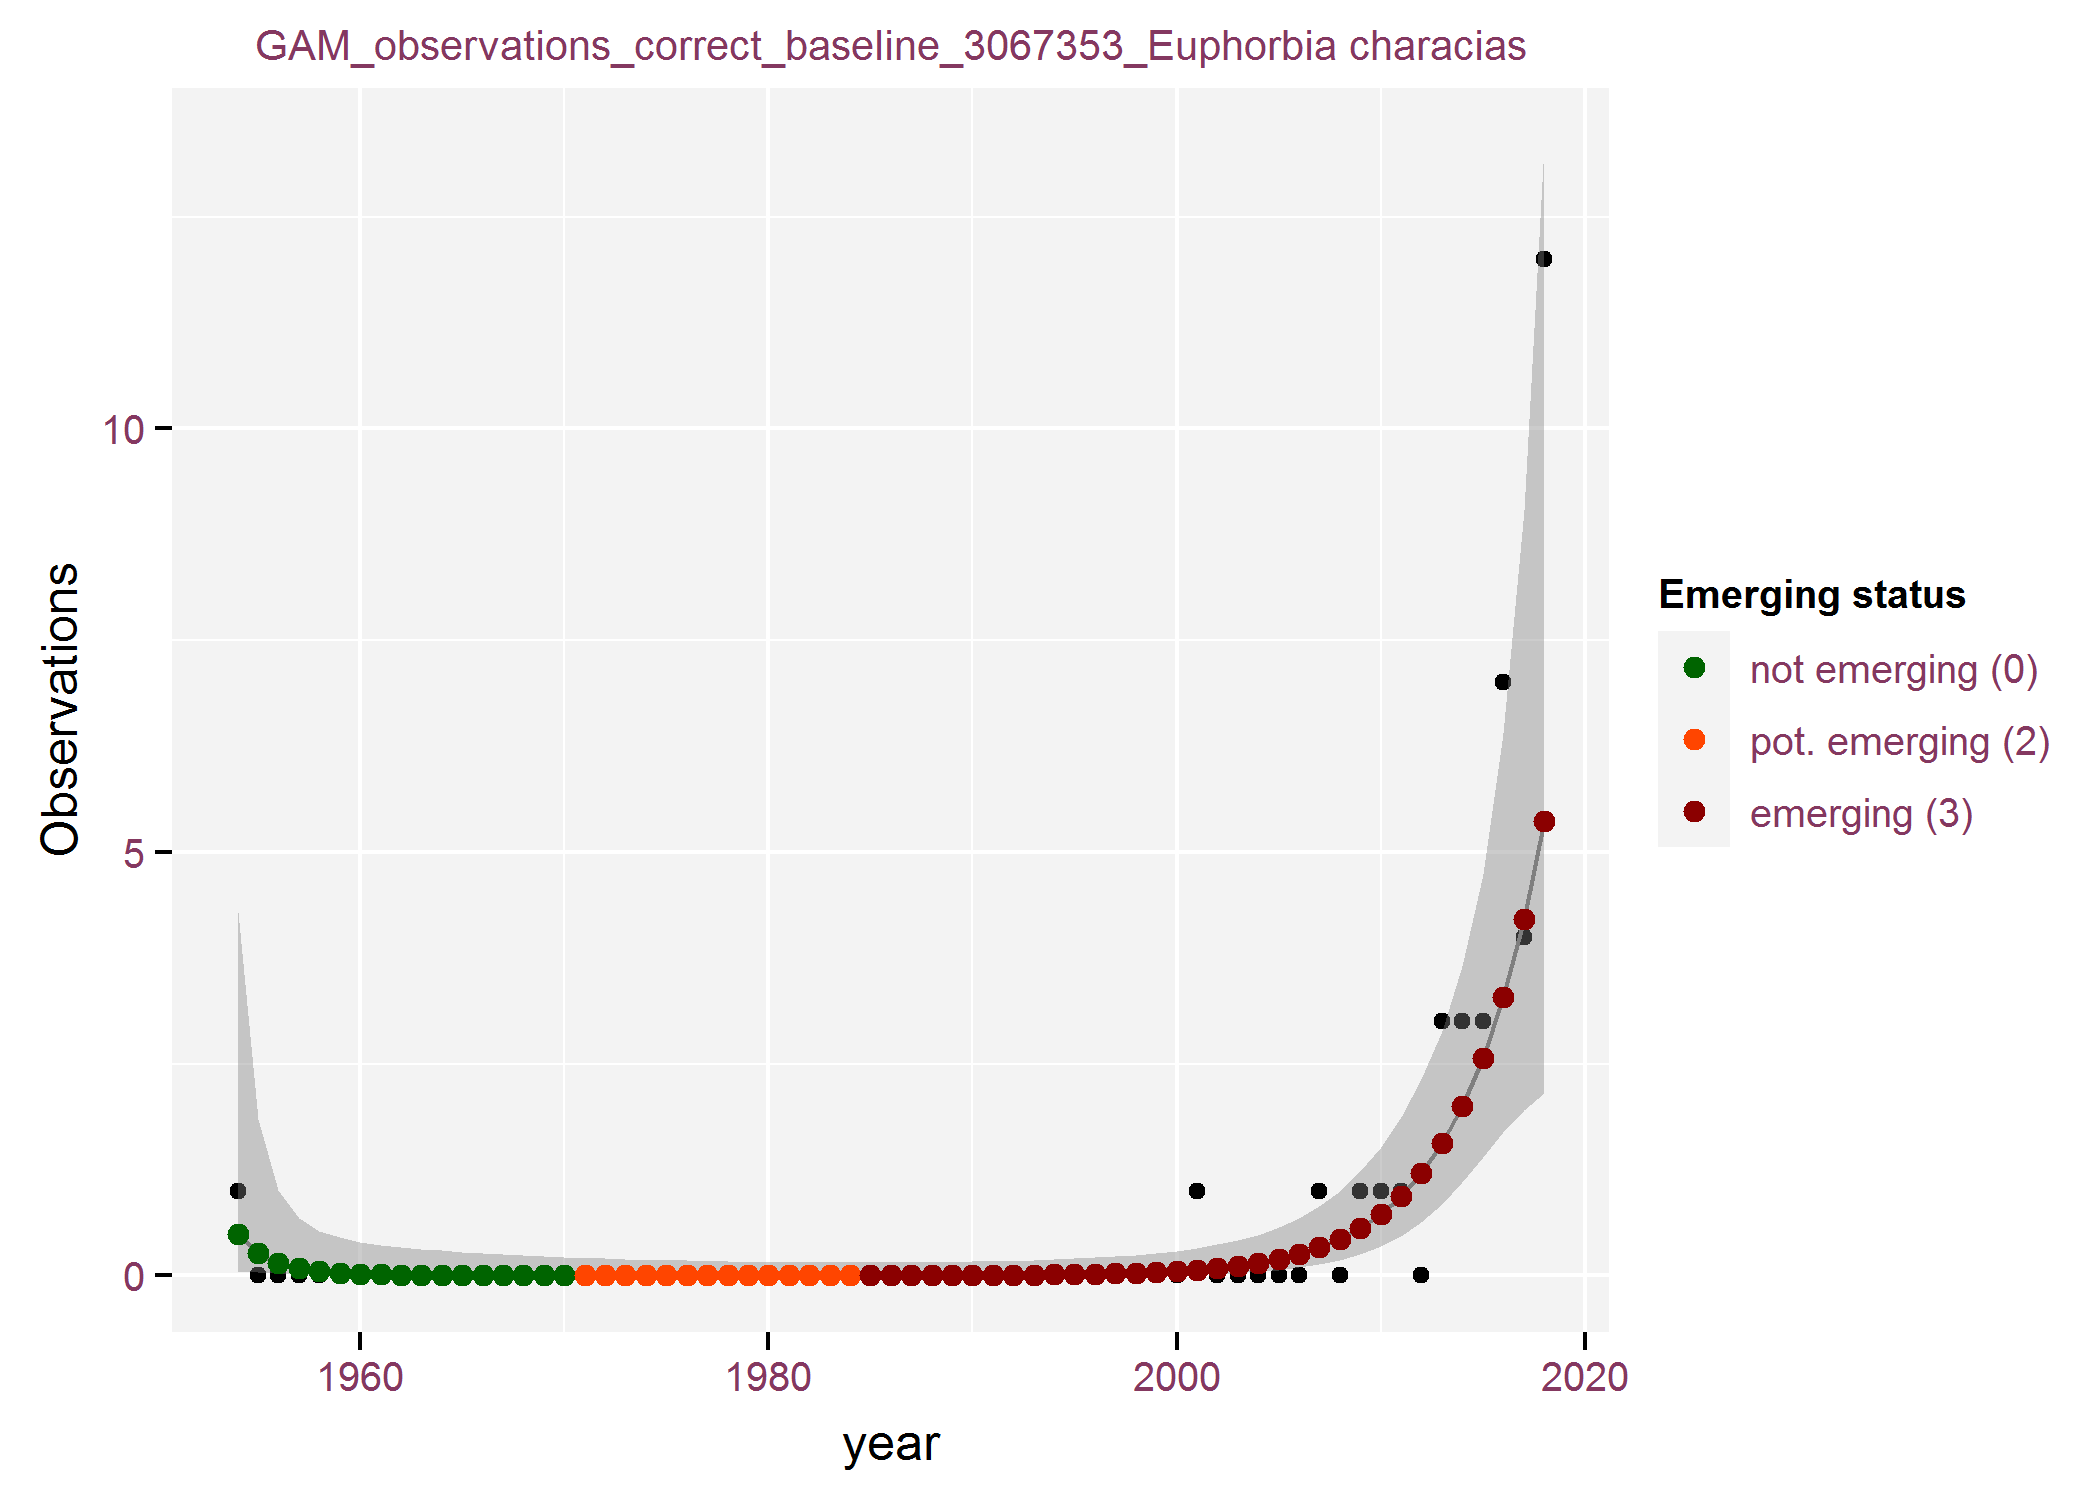 GAM_observations_correct_baseline_3067353_Euphorbia characias
Observations
10
5
0
1960
1980
2000
2020
year
Emerging status
not emerging (0)
pot. emerging (2)
emerging (3)